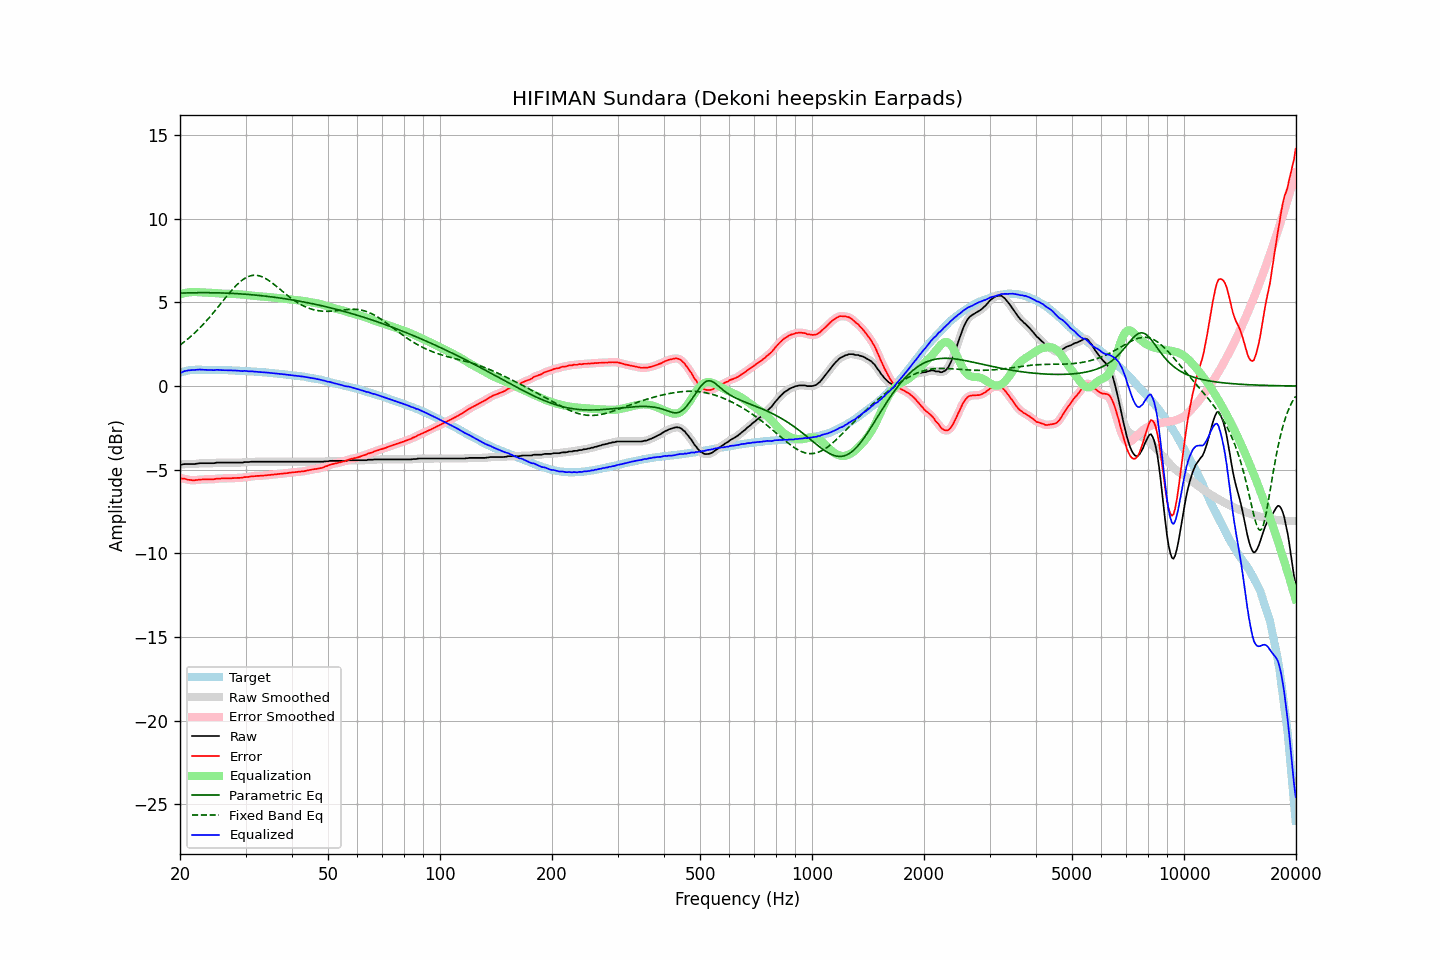 HIFIMAN Sundara (Dekoni heepskin Earpads)
Amplitude (dBr)
15
10
5
0
−5
−10
−15
−20
−25
Target
Raw Smoothed
Error Smoothed
Raw
Error
Equalization
Parametric Eq
Fixed Band Eq
Equalized
20 50 100 200 500 1000 2000 5000 10000 20000
Frequency (Hz)